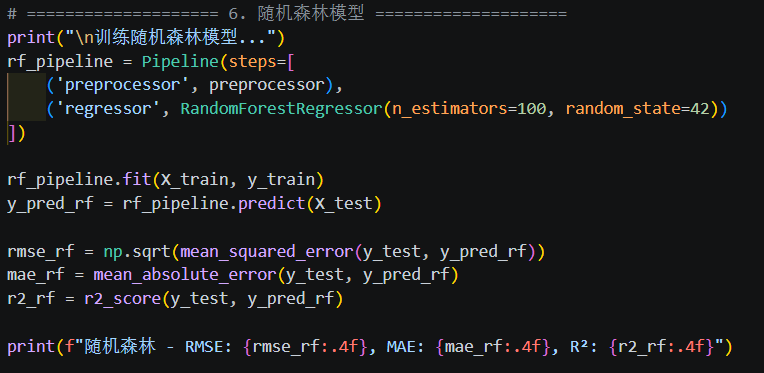 # ==================== 6. 随机森林模型 ====================
print("\n训练随机森林模型...")
rf_pipeline = Pipeline(steps=[
    ('preprocessor', preprocessor),
    ('regressor', RandomForestRegressor(n_estimators=100, random_state=42))
])
rf_pipeline.fit(X_train, y_train)
y_pred_rf = rf_pipeline.predict(X_test)
rmse_rf = np.sqrt(mean_squared_error(y_test, y_pred_rf))
mae_rf = mean_absolute_error(y_test, y_pred_rf)
r2_rf = r2_score(y_test, y_pred_rf)
print(f"随机森林 - RMSE: {rmse_rf:.4f}, MAE: {mae_rf:.4f}, R²: {r2_rf:.4f}")